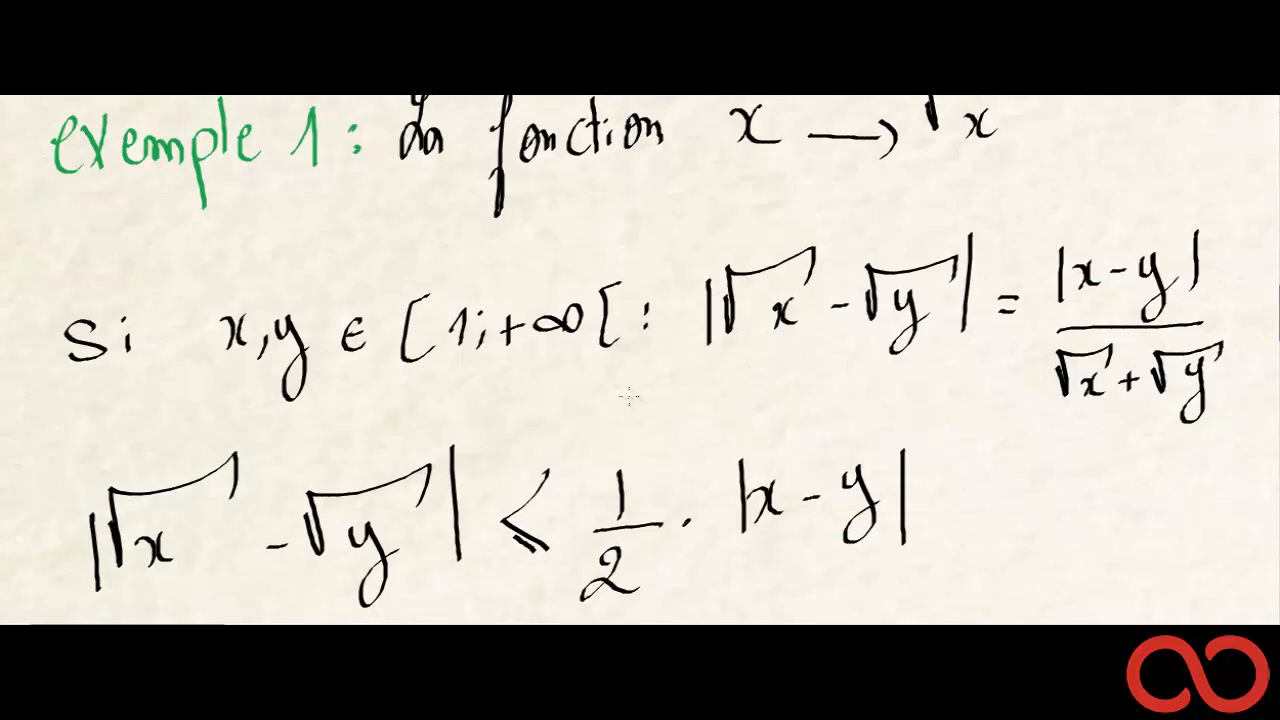 exemple 1 : La fonction x → √x
Si x, y ∈ [1; +∞[ : |√x - √y| = |x - y| / (√x + √y)
|√x - √y| ≤ 1/2 . |x - y|